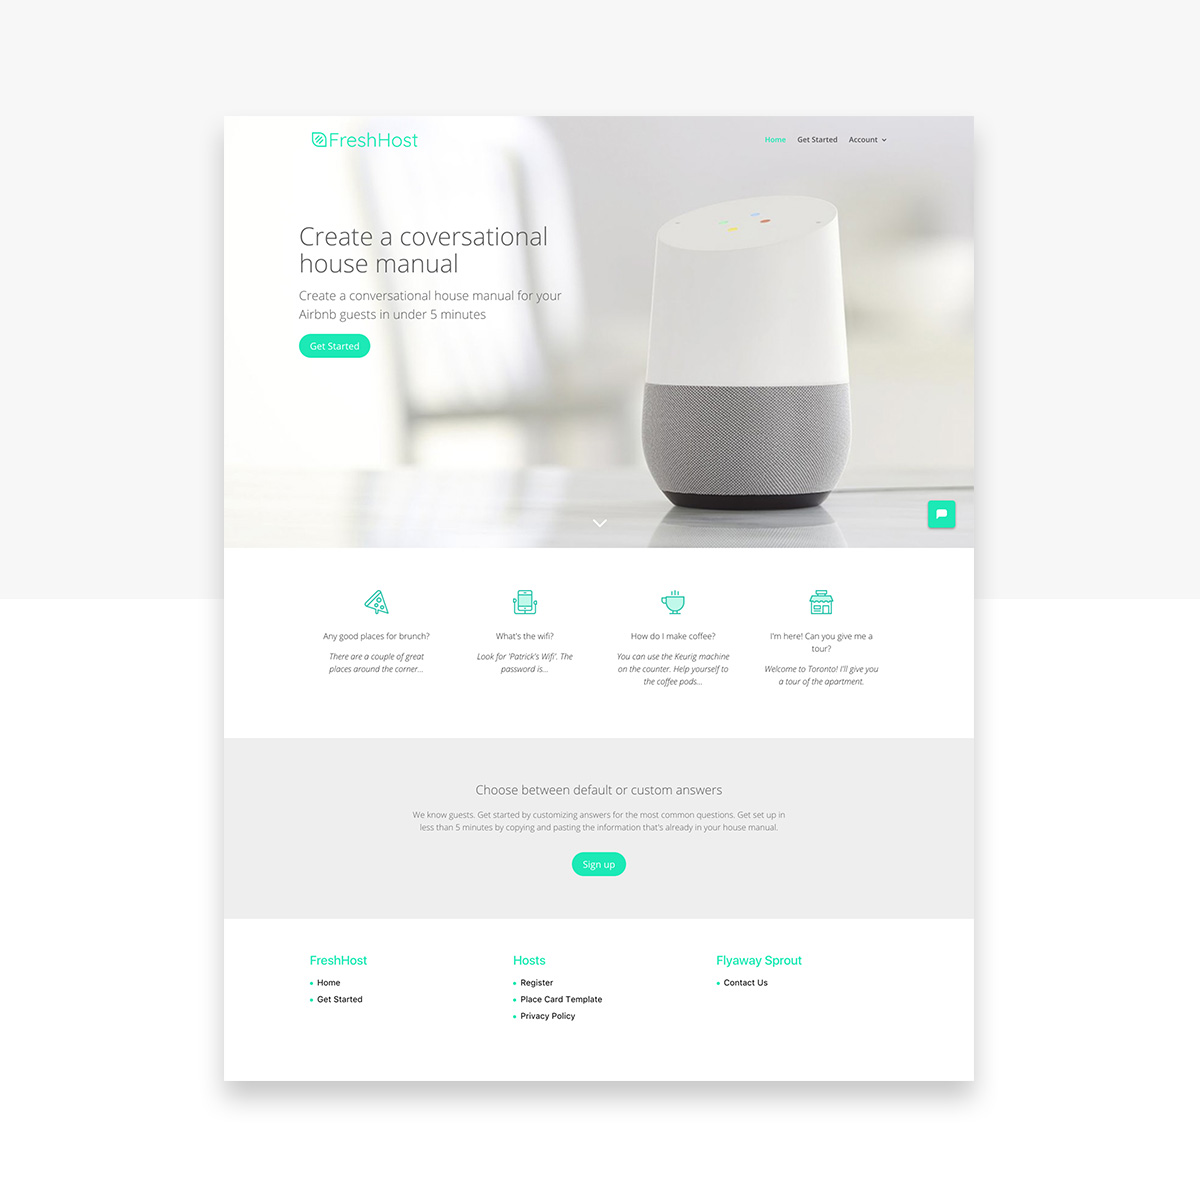 FreshHost
Home Get Started Account
Create a coversational
house manual
Create a conversational house manual for your
Airbnb guests in under 5 minutes
Get Started
Any good places for brunch?
There are a couple of great
places around the corner...
What's the wifi?
Look for 'Patrick's Wifi'. The
password is...
How do I make coffee?
You can use the Keurig machine
on the counter. Help yourself to
the coffee pods...
I'm here! Can you give me a
tour?
Welcome to Toronto! I'll give you
a tour of the apartment.
Choose between default or custom answers
We know guests. Get started by customizing answers for the most common questions. Get set up in
less than 5 minutes by copying and pasting the information that's already in your house manual.
Sign up
FreshHost
Home
Get Started
Hosts
Register
Place Card Template
Privacy Policy
Flyaway Sprout
Contact Us